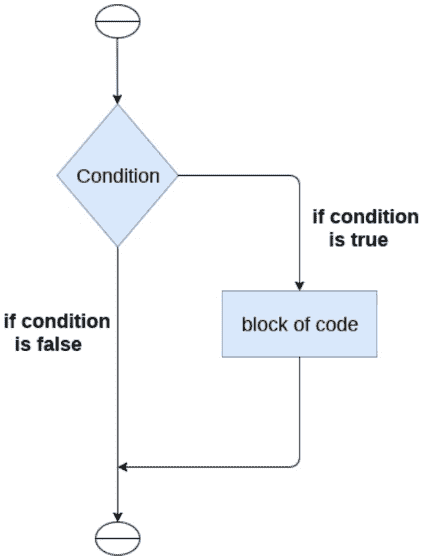 Condition
if condition
is true
if condition
is false
block of code